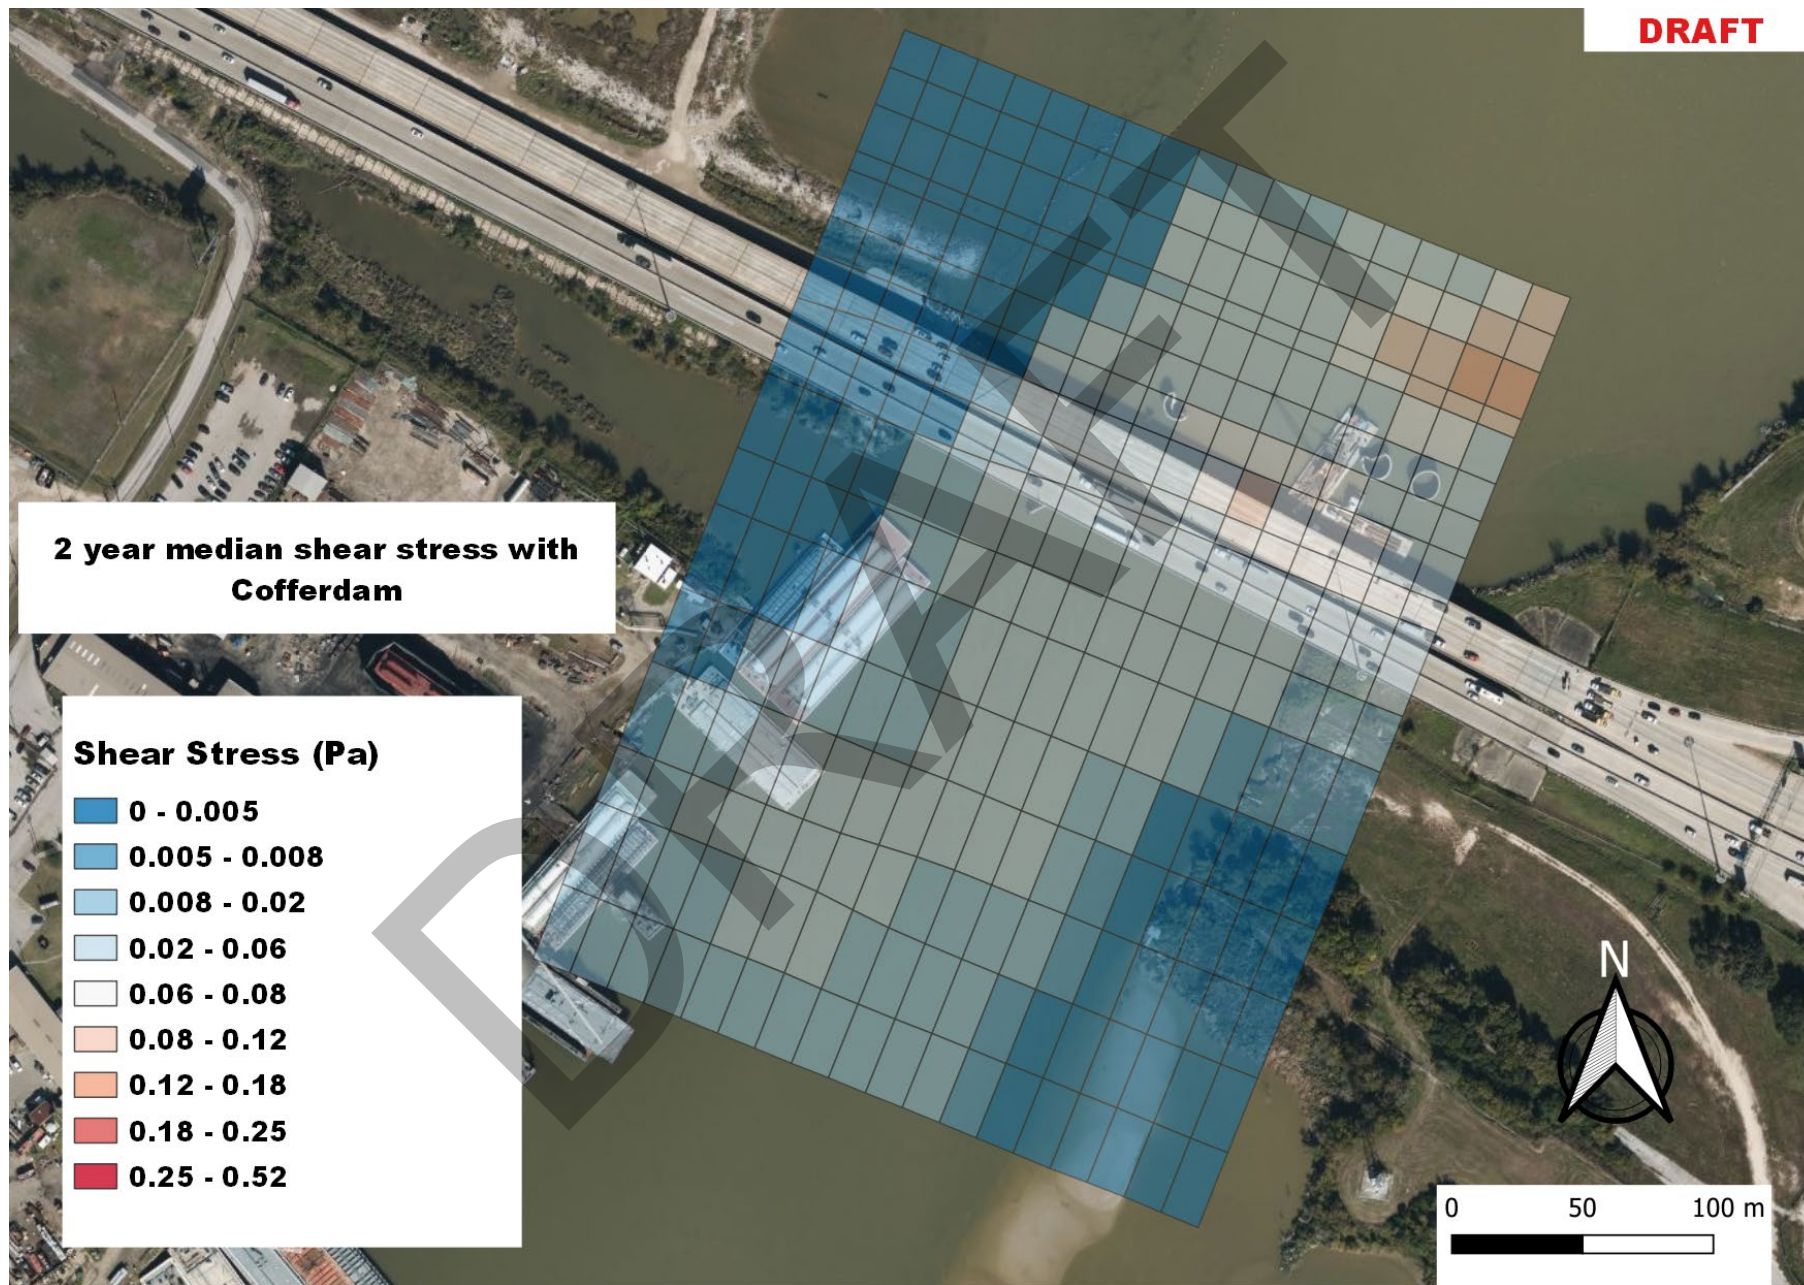 DRAFT
DRAFT
2 year median shear stress with
Cofferdam
Shear Stress (Pa)
0 - 0.005
0.005 - 0.008
0.008 - 0.02
0.02 - 0.06
0.06 - 0.08
0.08 - 0.12
0.12 - 0.18
0.18 - 0.25
0.25 - 0.52
N
0 50 100 m